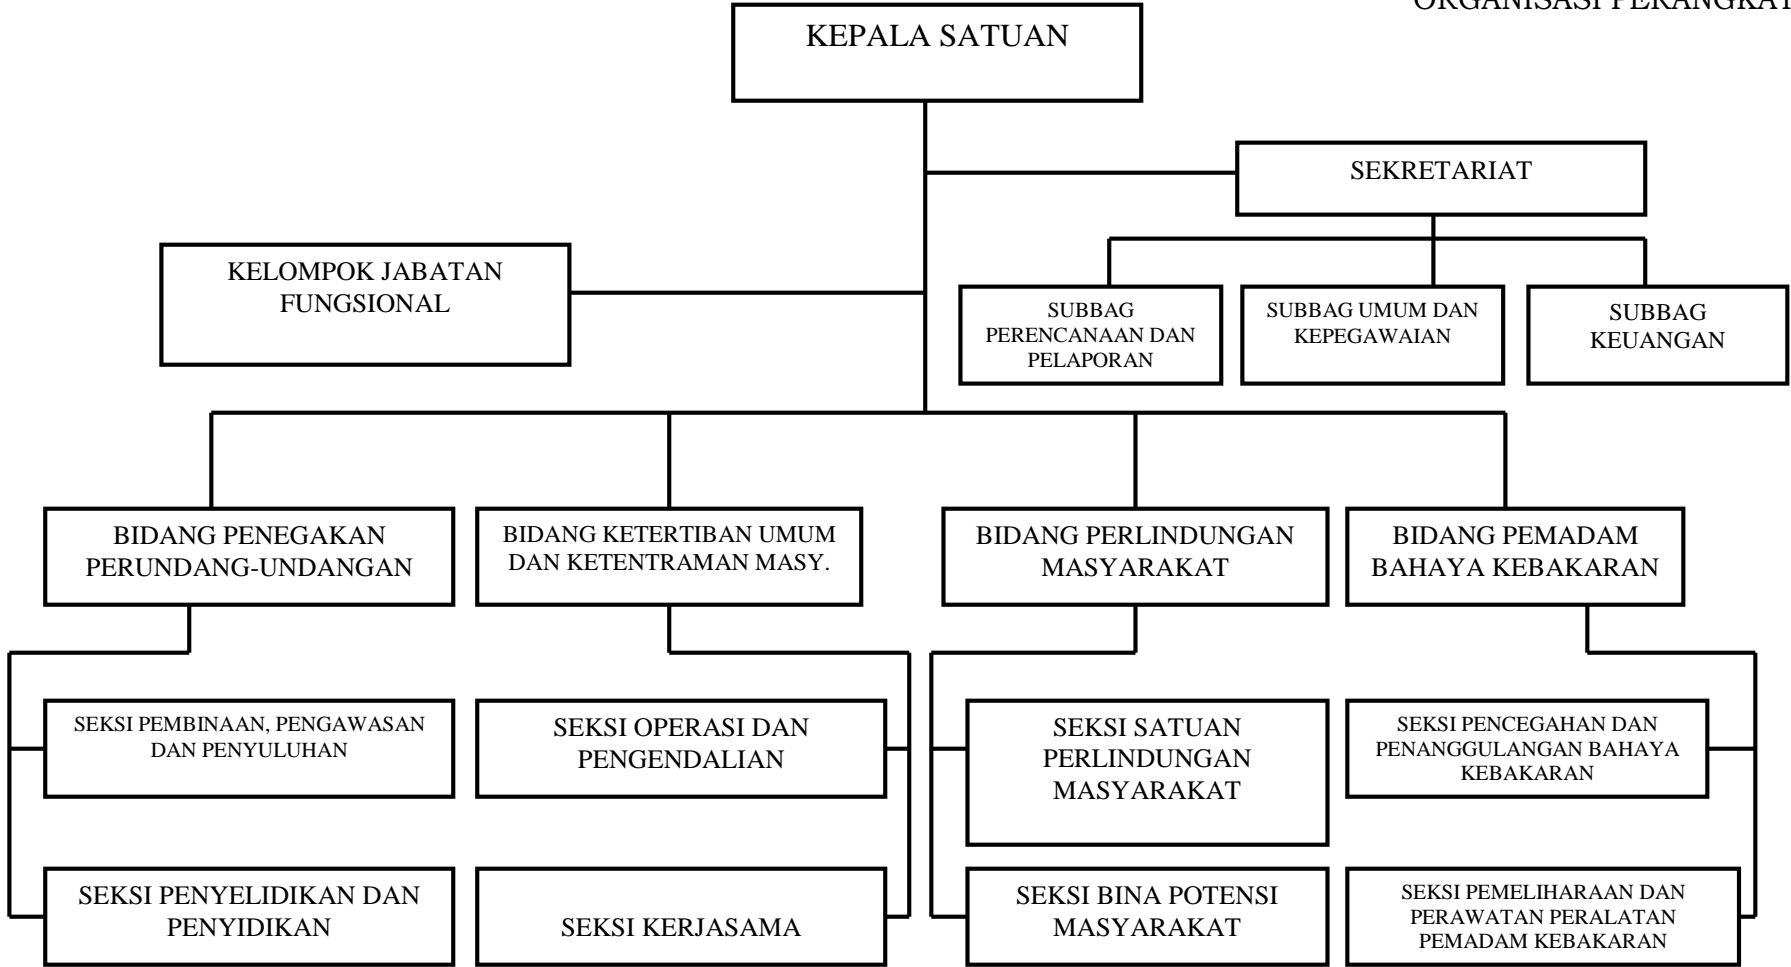 ORGANISASI PERANGKAT
KEPALA SATUAN
SEKRETARIAT
KELOMPOK JABATAN
FUNGSIONAL
SUBBAG
PERENCANAAN DAN
PELAPORAN
SUBBAG UMUM DAN
KEPEGAWAIAN
SUBBAG
KEUANGAN
BIDANG PENEGAKAN
PERUNDANG-UNDANGAN
BIDANG KETERTIBAN UMUM
DAN KETENTRAMAN MASY.
BIDANG PERLINDUNGAN
MASYARAKAT
BIDANG PEMADAM
BAHAYA KEBAKARAN
SEKSI PEMBINAAN, PENGAWASAN
DAN PENYULUHAN
SEKSI OPERASI DAN
PENGENDALIAN
SEKSI SATUAN
PERLINDUNGAN
MASYARAKAT
SEKSI PENCEGAHAN DAN
PENANGGULANGAN BAHAYA
KEBAKARAN
SEKSI PENYELIDIKAN DAN
PENYIDIKAN
SEKSI KERJASAMA
SEKSI BINA POTENSI
MASYARAKAT
SEKSI PEMELIHARAAN DAN
PERAWATAN PERALATAN
PEMADAM KEBAKARAN